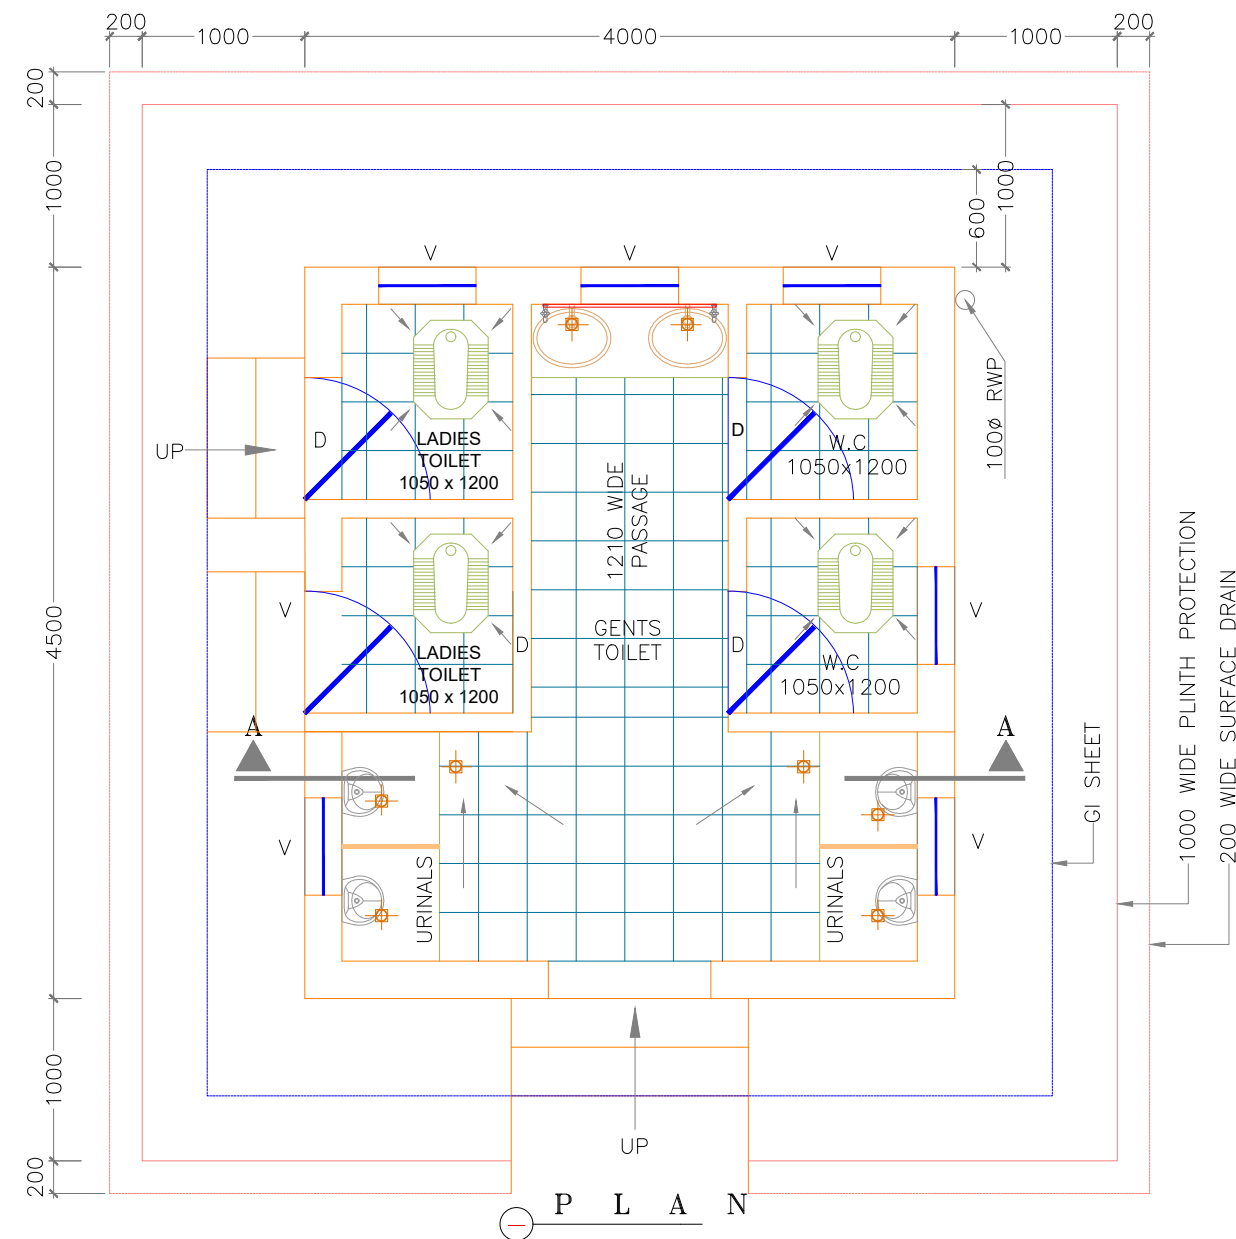 200
1000
4000
1000
200
200
1000
600
1000
V
V
V
100ø RWP
UP
D
LADIES
TOILET
1050 x 1200
D
W.C
1050x1200
1210 WIDE
PASSAGE
1000 WIDE PLINTH PROTECTION
200 WIDE SURFACE DRAIN
V
V
4500
GENTS
TOILET
D
LADIES
TOILET
1050 x 1200
D
W.C
1050x1200
A
A
GI SHEET
V
V
URINALS
URINALS
1000
UP
200
PLAN